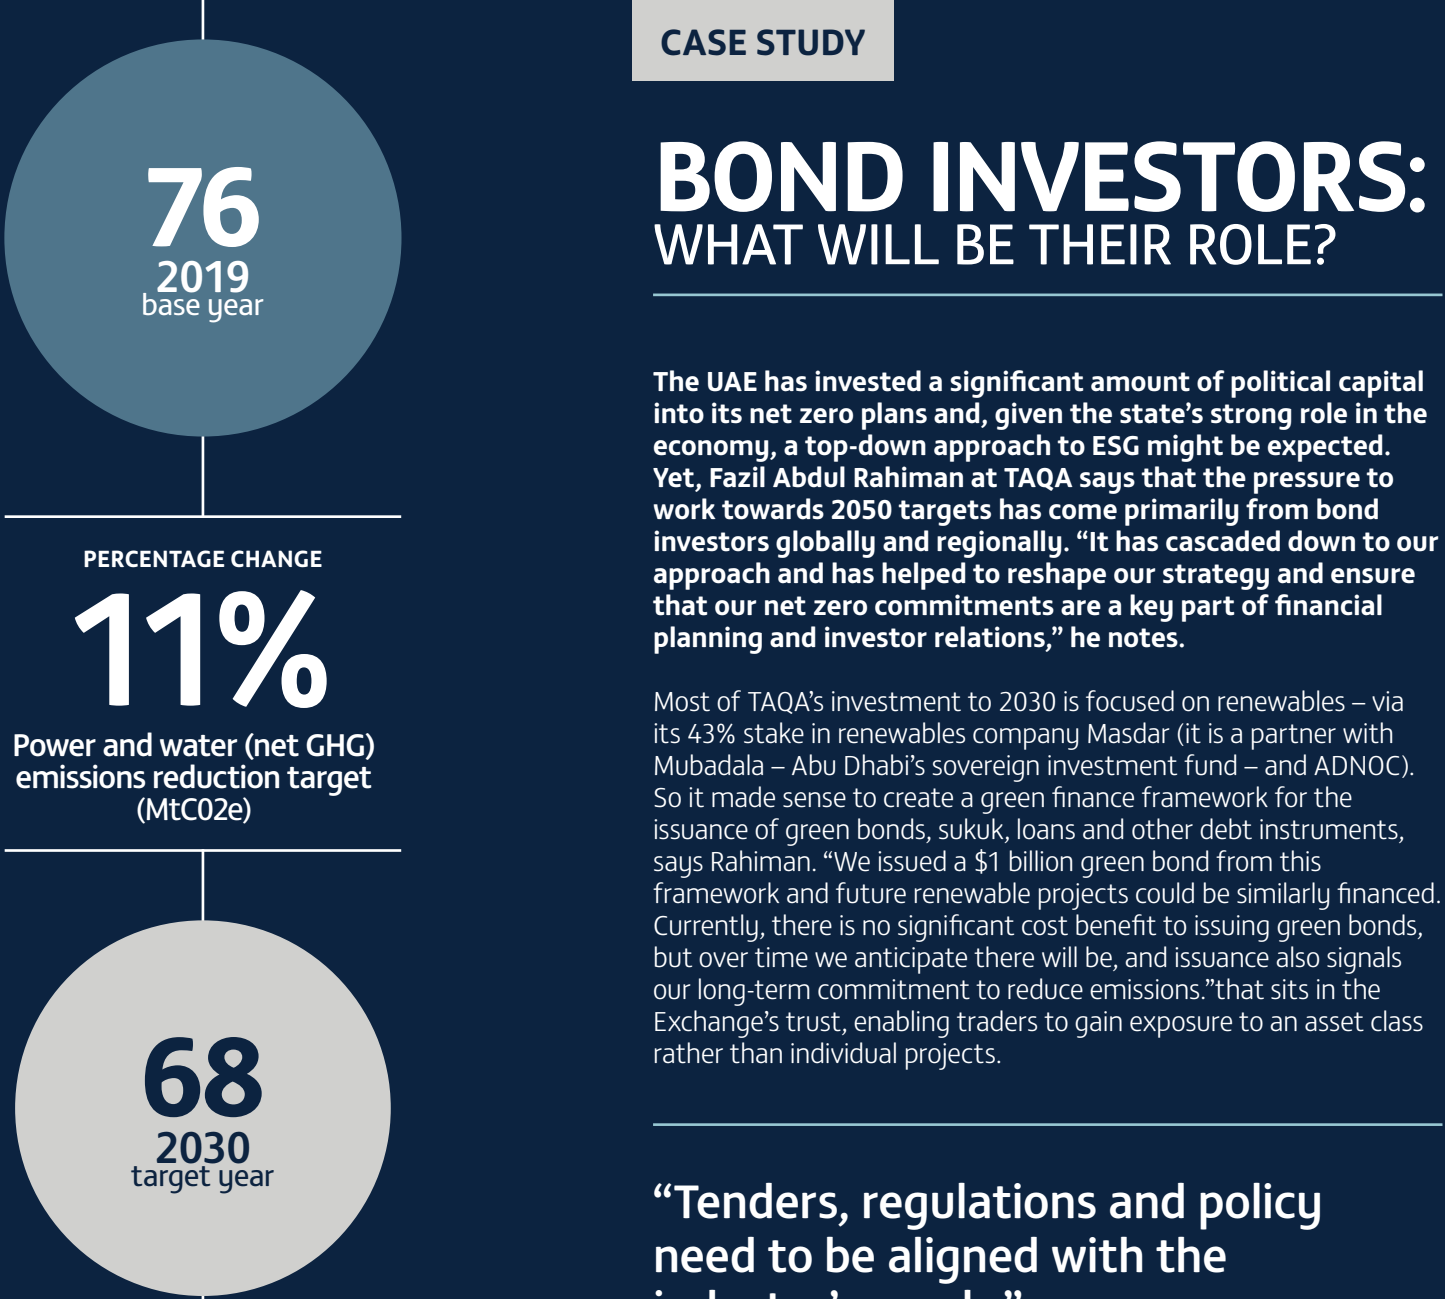 76
2019
base year
PERCENTAGE CHANGE
11%
Power and water (net GHG)
emissions reduction target
(MtC02e)
68
2030
target year
CASE STUDY
BOND INVESTORS:
WHAT WILL BE THEIR ROLE?
The UAE has invested a significant amount of political capital
into its net zero plans and, given the state’s strong role in the
economy, a top-down approach to ESG might be expected.
Yet, Fazil Abdul Rahiman at TAQA says that the pressure to
work towards 2050 targets has come primarily from bond
investors globally and regionally. “It has cascaded down to our
approach and has helped to reshape our strategy and ensure
that our net zero commitments are a key part of financial
planning and investor relations,” he notes.
Most of TAQA’s investment to 2030 is focused on renewables – via
its 43% stake in renewables company Masdar (it is a partner with
Mubadala – Abu Dhabi’s sovereign investment fund – and ADNOC).
So it made sense to create a green finance framework for the
issuance of green bonds, sukuk, loans and other debt instruments,
says Rahiman. “We issued a $1 billion green bond from this
framework and future renewable projects could be similarly financed.
Currently, there is no significant cost benefit to issuing green bonds,
but over time we anticipate there will be, and issuance also signals
our long-term commitment to reduce emissions.”that sits in the
Exchange’s trust, enabling traders to gain exposure to an asset class
rather than individual projects.
“Tenders, regulations and policy
need to be aligned with the